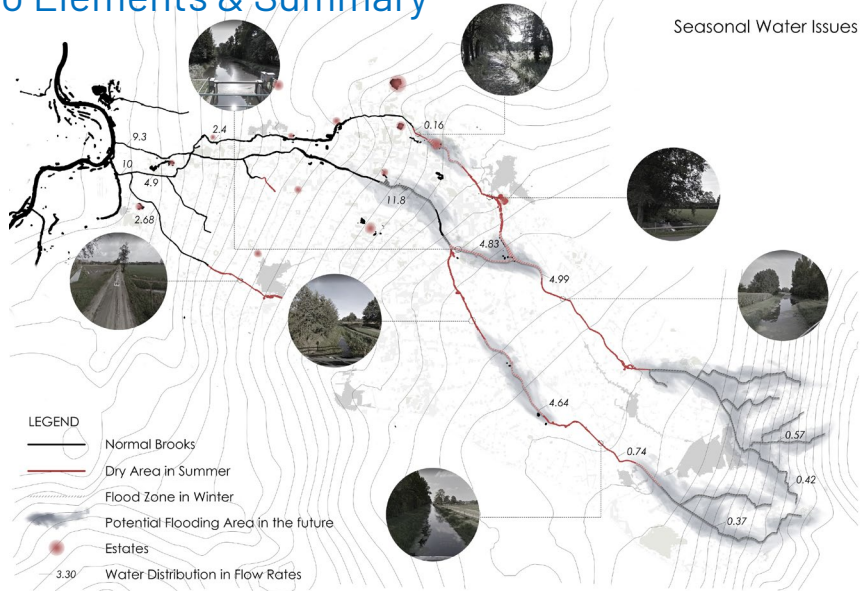 o Elements & Summary
Seasonal Water Issues
9.3
2.4
0.16
10
4.9
2.68
11.8
4.83
4.99
4.64
0.74
0.57
0.42
0.37
LEGEND
Normal Brooks
Dry Area in Summer
Flood Zone in Winter
Potential Flooding Area in the future
Estates
3.30 Water Distribution in Flow Rates